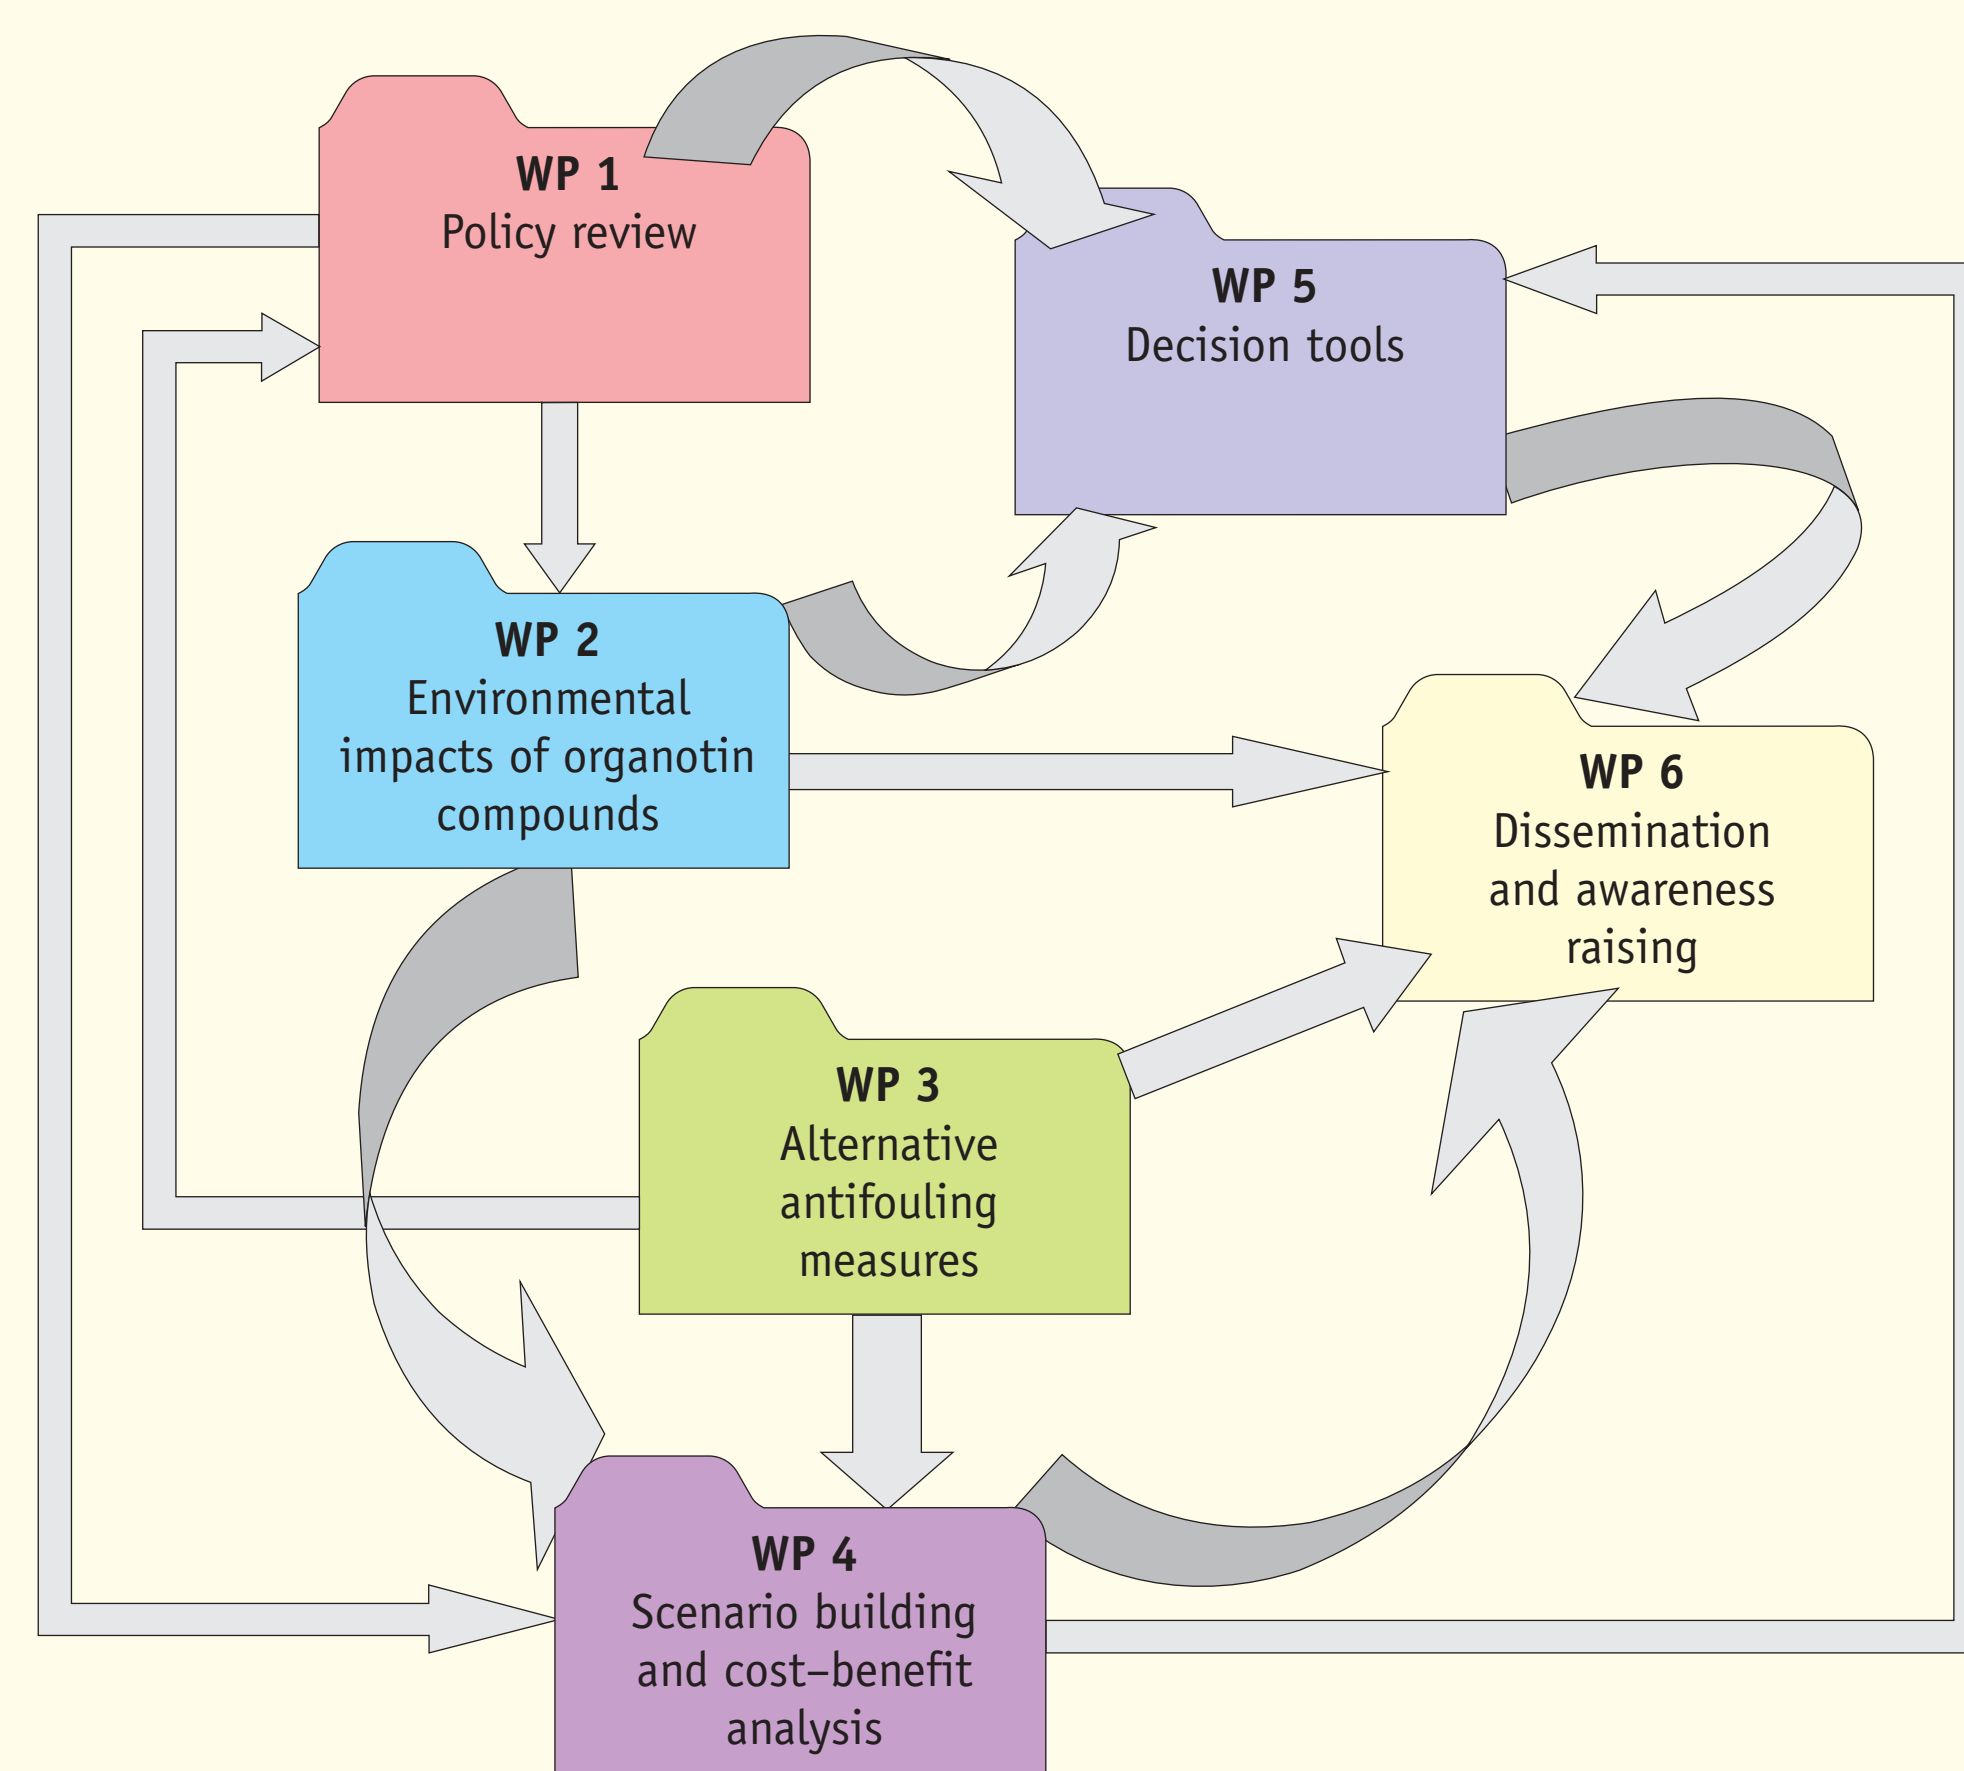 WP 1
Policy review
WP 5
Decision tools
WP 2
Environmental
impacts of organotin
compounds
WP 6
Dissemination
and awareness
raising
WP 3
Alternative
antifouling
measures
WP 4
Scenario building
and cost–benefit
analysis